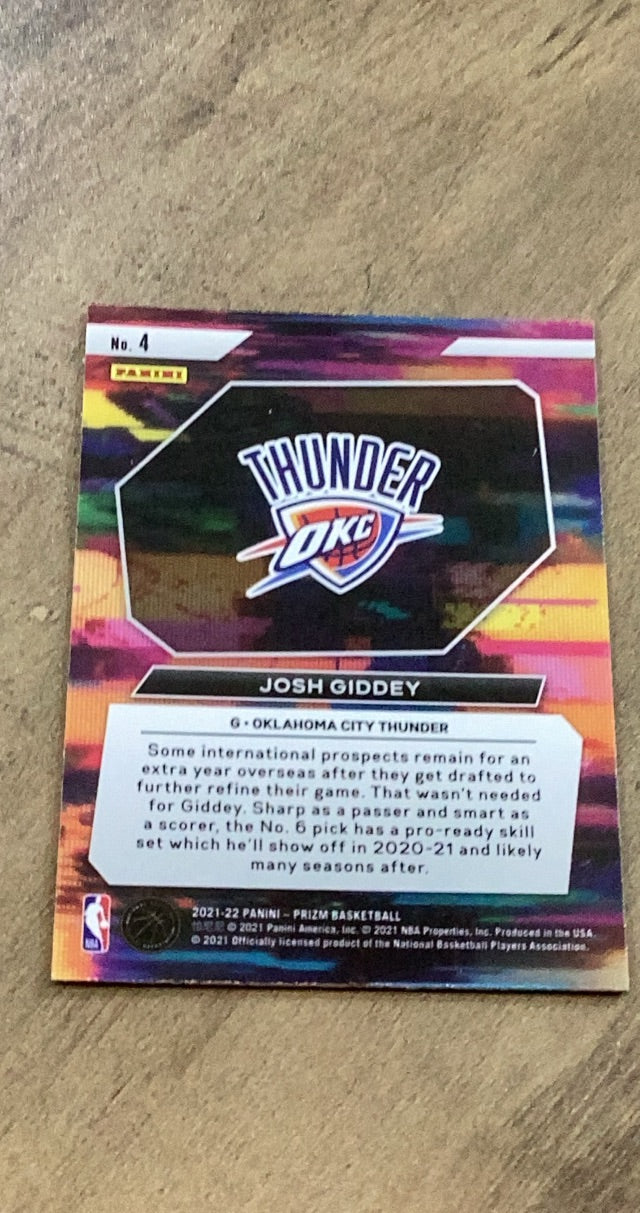 No. 4
PANINI
THUNDER
OKC
JOSH GIDDEY
G • OKLAHOMA CITY THUNDER
Some international prospects remain for an
extra year overseas after they get drafted to
further refine their game. That wasn't needed
for Giddey. Sharp as a passer and smart as
a scorer, the No. 6 pick has a pro-ready skill
set which he'll show off in 2020-21 and likely
many seasons after.
NBA
2021-22 PANINI – PRIZM BASKETBALL
© 2021 Panini America, Inc. © 2021 NBA Properties, Inc. Produced in the USA.
© 2021 Officially licensed product of the National Basketball Players Association.